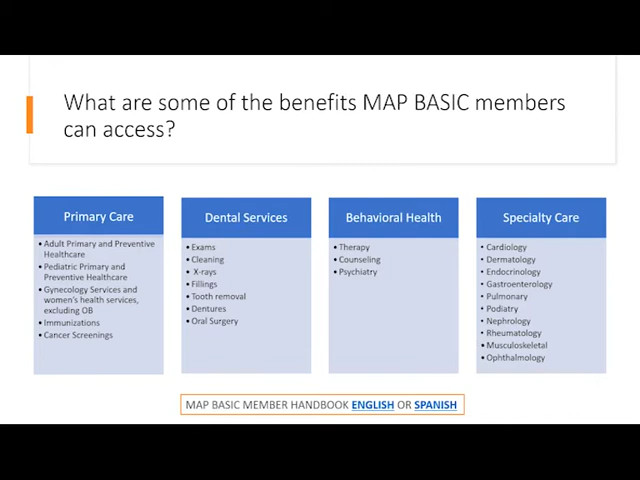 What are some of the benefits MAP BASIC members
can access?
Primary Care
• Adult Primary and Preventive
Healthcare
• Pediatric Primary and
Preventive Healthcare
• Gynecology Services and
women's health services,
excluding OB
• Immunizations
• Cancer Screenings
Dental Services
• Exams
• Cleaning
• X-rays
• Fillings
• Tooth removal
• Dentures
• Oral Surgery
Behavioral Health
• Therapy
• Counseling
• Psychiatry
Specialty Care
• Cardiology
• Dermatology
• Endocrinology
• Gastroenterology
• Pulmonary
• Podiatry
• Nephrology
• Rheumatology
• Musculoskeletal
• Ophthalmology
MAP BASIC MEMBER HANDBOOK ENGLISH OR SPANISH